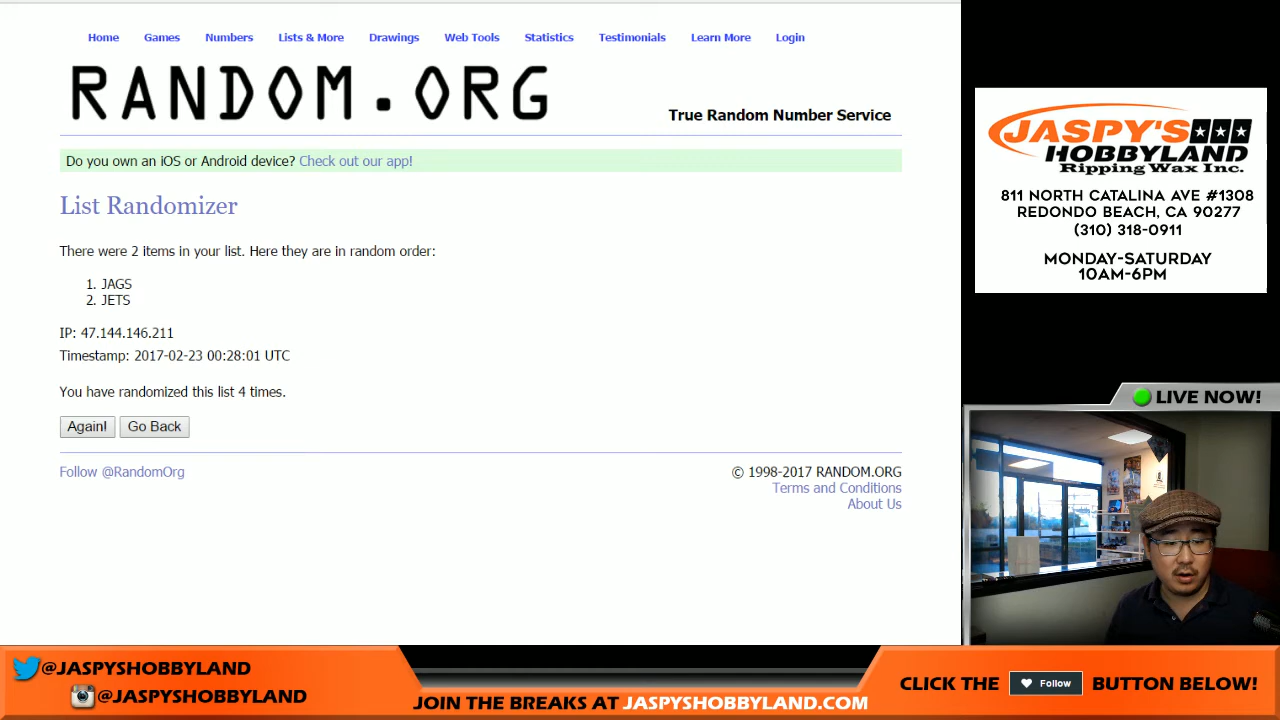 Home Games Numbers Lists & More Drawings Web Tools Statistics Testimonials Learn More Login
RANDOM.ORG
True Random Number Service
Do you own an iOS or Android device? Check out our app!
List Randomizer
There were 2 items in your list. Here they are in random order:
1. JAGS
2. JETS
IP: 47.144.146.211
Timestamp: 2017-02-23 00:28:01 UTC
You have randomized this list 4 times.
Again! Go Back
Follow @RandomOrg
© 1998-2017 RANDOM.ORG
Terms and Conditions
About Us
JASPY'S
HOBBYLAND
Ripping Wax Inc.
811 NORTH CATALINA AVE #1308
REDONDO BEACH, CA 90277
(310) 318-0911
MONDAY-SATURDAY
10AM-6PM
LIVE NOW!
@JASPYSHOBBYLAND
@JASPYSHOBBYLAND
JOIN THE BREAKS AT JASPYSHOBBYLAND.COM
CLICK THE Follow BUTTON BELOW!